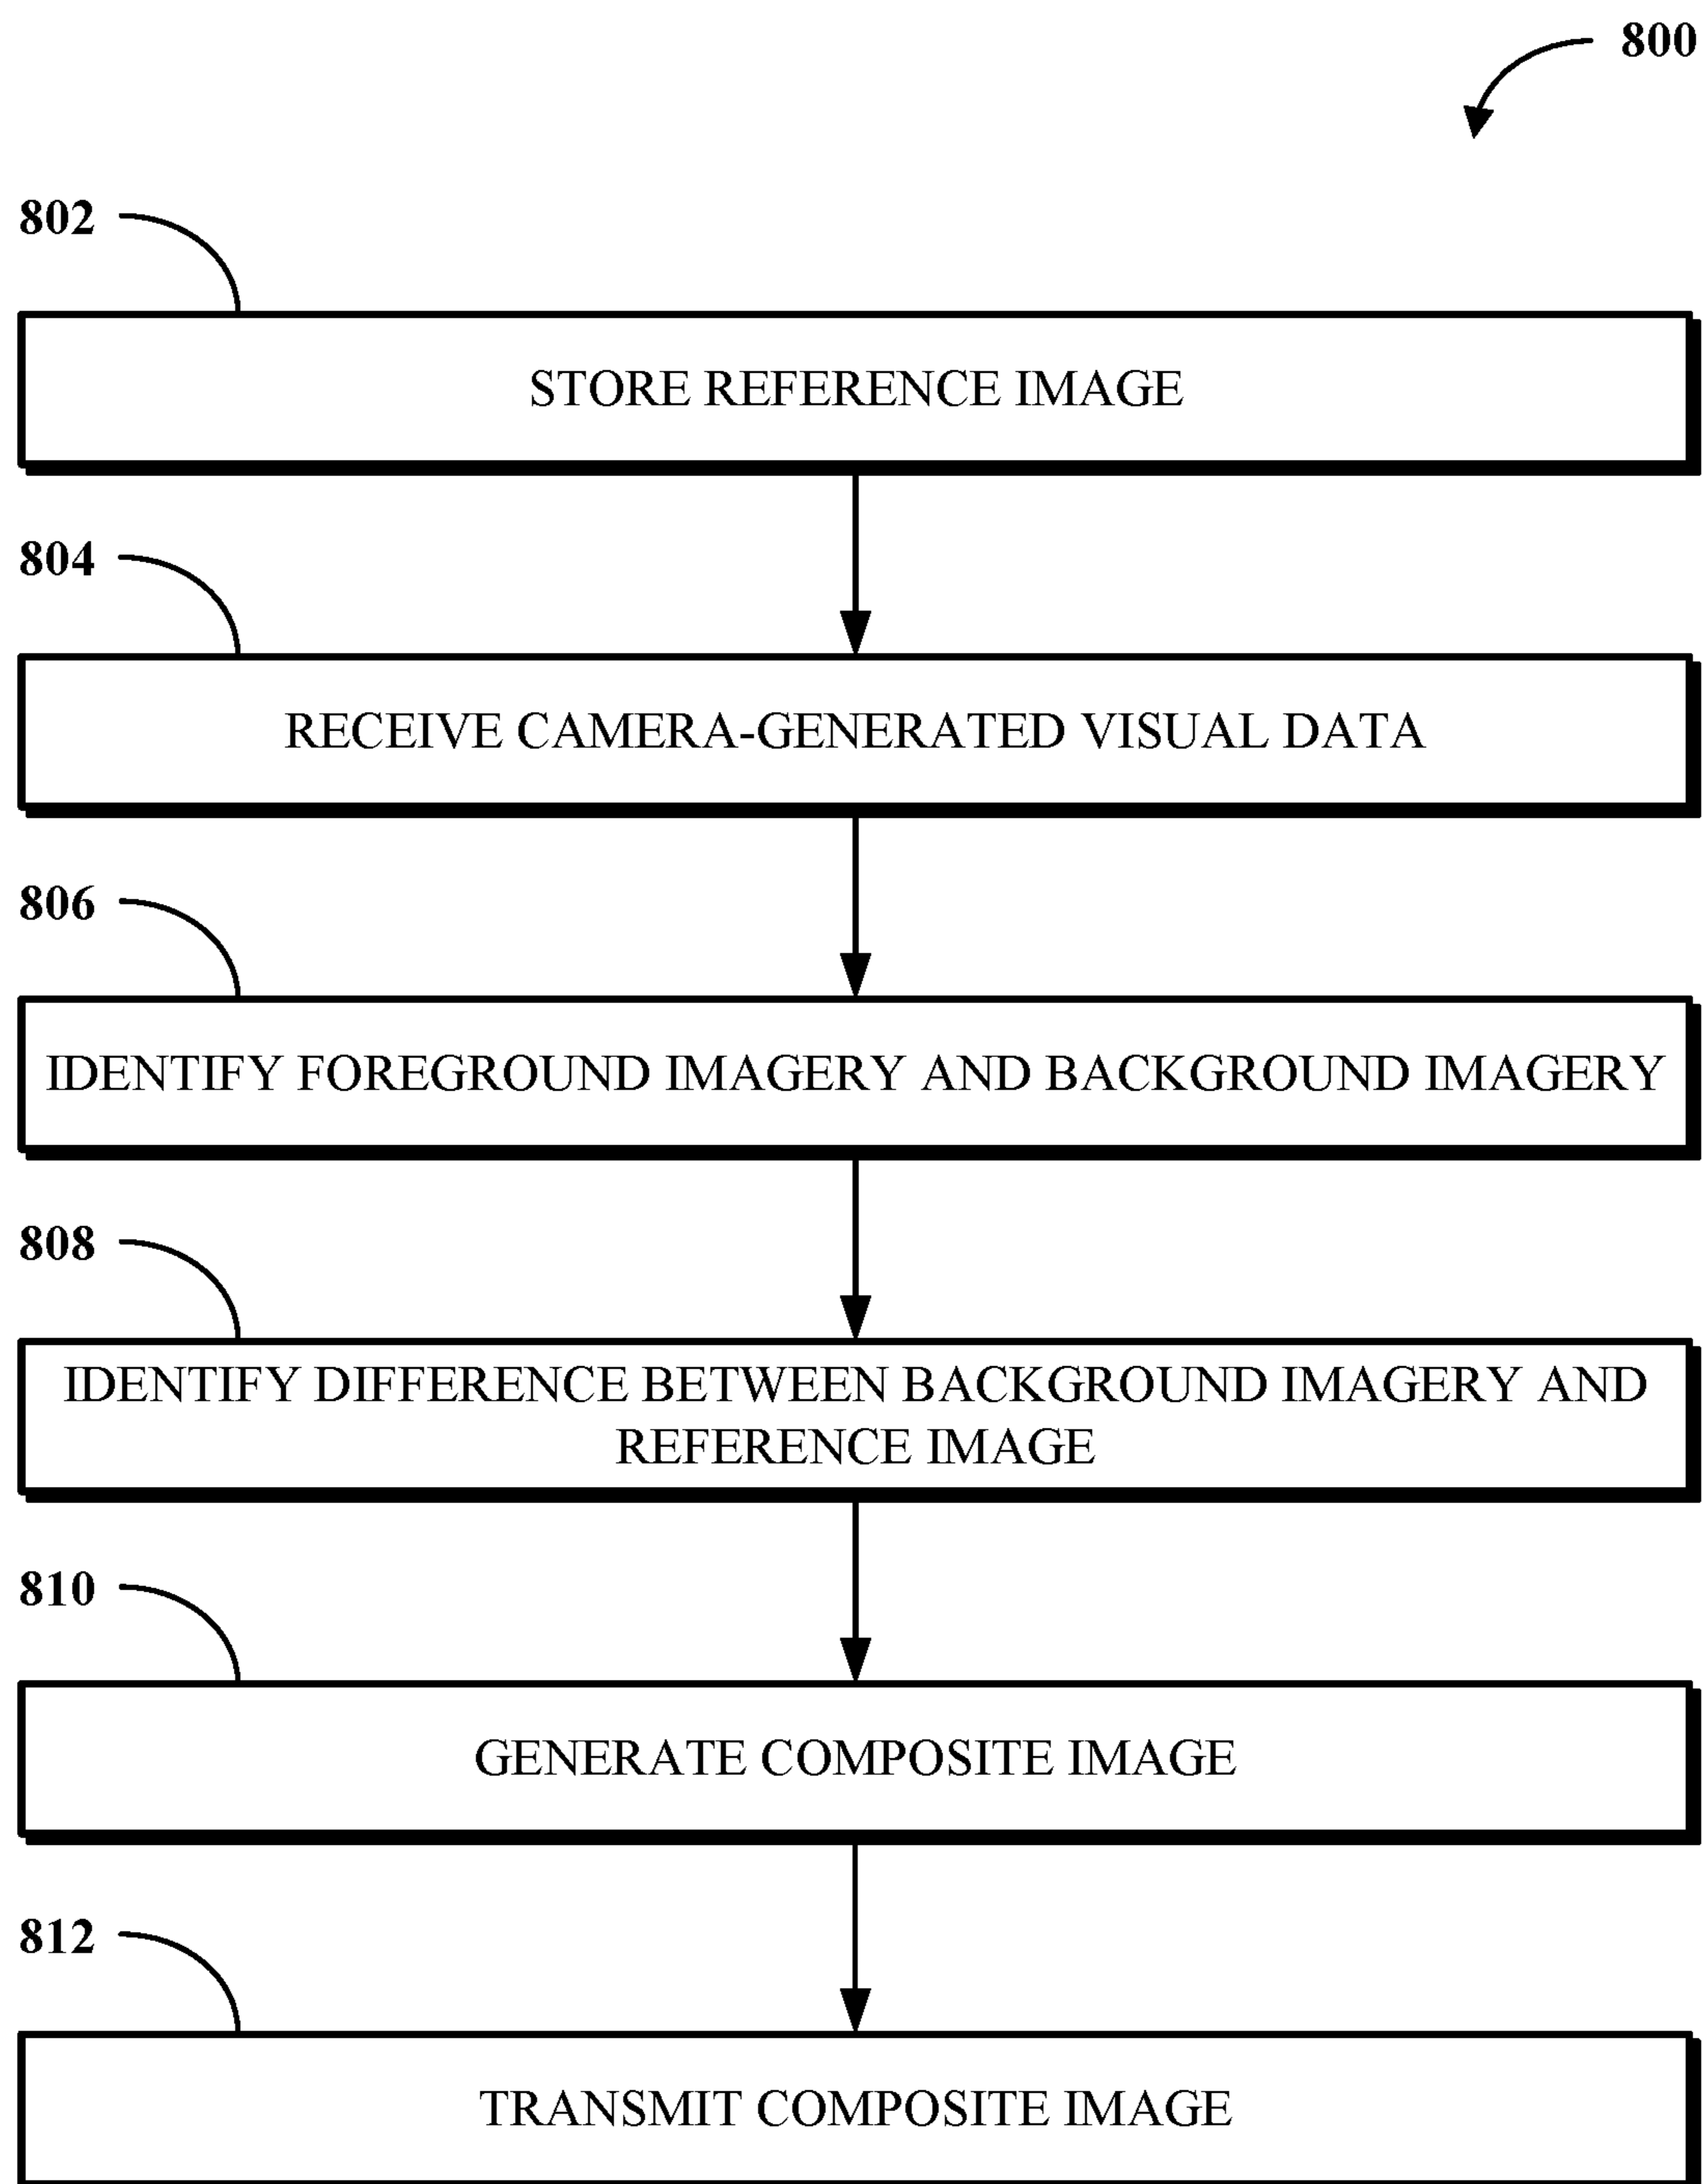 800
802
STORE REFERENCE IMAGE
804
RECEIVE CAMERA-GENERATED VISUAL DATA
806
IDENTIFY FOREGROUND IMAGERY AND BACKGROUND IMAGERY
808
IDENTIFY DIFFERENCE BETWEEN BACKGROUND IMAGERY AND
REFERENCE IMAGE
810
GENERATE COMPOSITE IMAGE
812
TRANSMIT COMPOSITE IMAGE